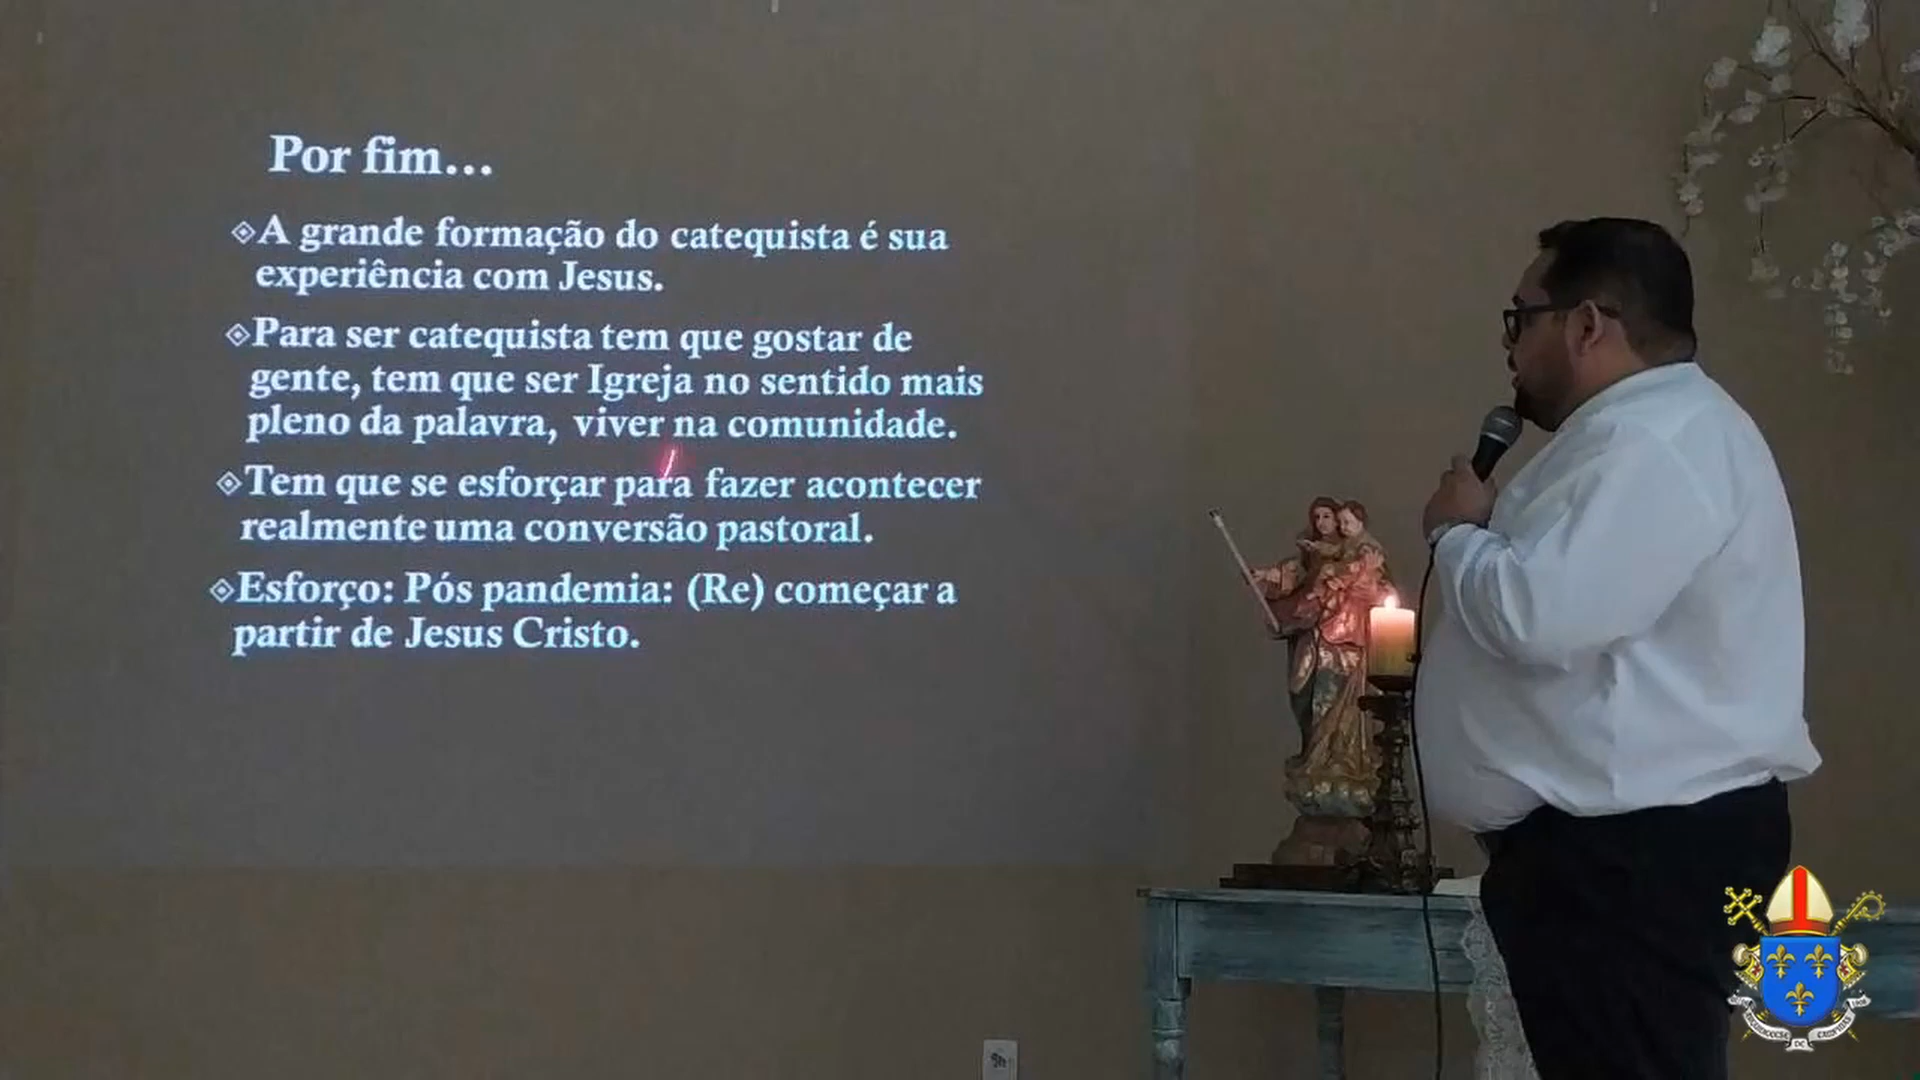 Por fim...
A grande formação do catequista é sua
experiência com Jesus.
Para ser catequista tem que gostar de
gente, tem que ser Igreja no sentido mais
pleno da palavra, viver na comunidade.
Tem que se esforçar para fazer acontecer
realmente uma conversão pastoral.
Esforço: Pós pandemia: (Re) começar a
partir de Jesus Cristo.